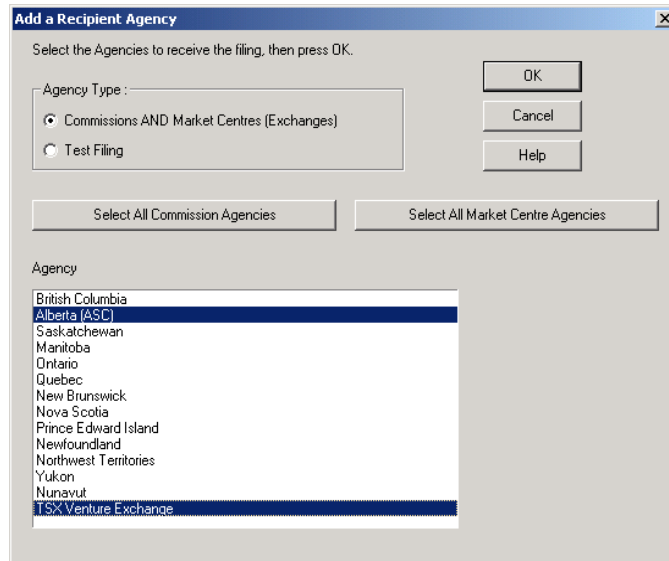 Add a Recipient Agency
Select the Agencies to receive the filing, then press OK.
Agency Type :
Commissions AND Market Centres (Exchanges)
Test Filing
OK
Cancel
Help
Select All Commission Agencies
Select All Market Centre Agencies
Agency
British Columbia
Alberta (ASC)
Saskatchewan
Manitoba
Ontario
Quebec
New Brunswick
Nova Scotia
Prince Edward Island
Newfoundland
Northwest Territories
Yukon
Nunavut
TSX Venture Exchange